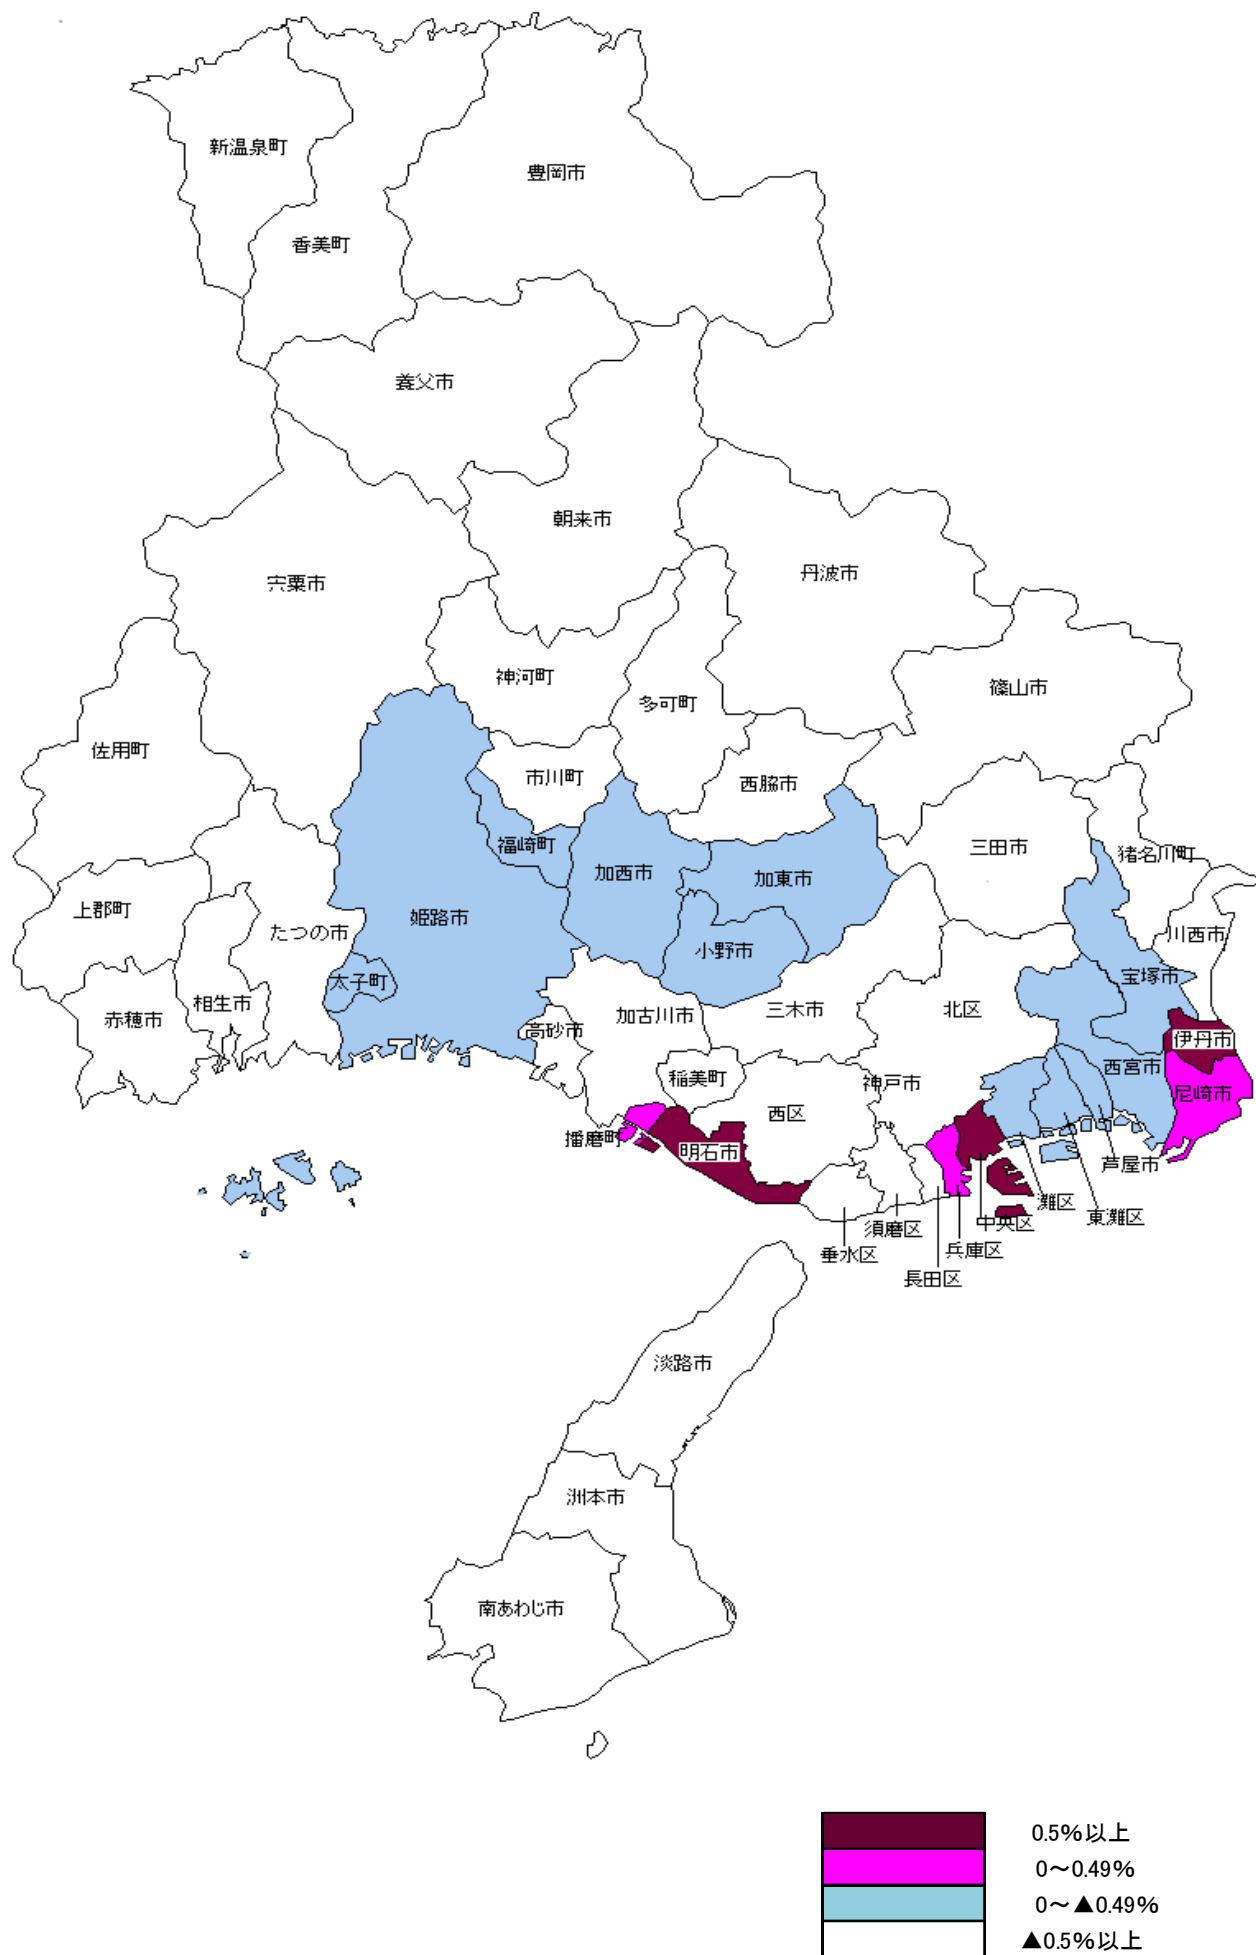 新温泉町
豊岡市
香美町
養父市
朝来市
宍粟市
丹波市
神河町
多可町
篠山市
佐用町
市川町
西脇市
福崎町
三田市
猪名川町
加西市
加東市
上郡町
姫路市
たつの市
川西市
小野市
太子町
宝塚市
相生市
赤穂市
高砂市
加古川市
三木市
北区
伊丹市
西宮市
稲美町
神戸市
尼崎市
西区
播磨町
明石市
芦屋市
灘区
東灘区
中央区
須磨区
兵庫区
垂水区
長田区
淡路市
洲本市
南あわじ市
0.5%以上
0～0.49%
0～▲0.49%
▲0.5%以上